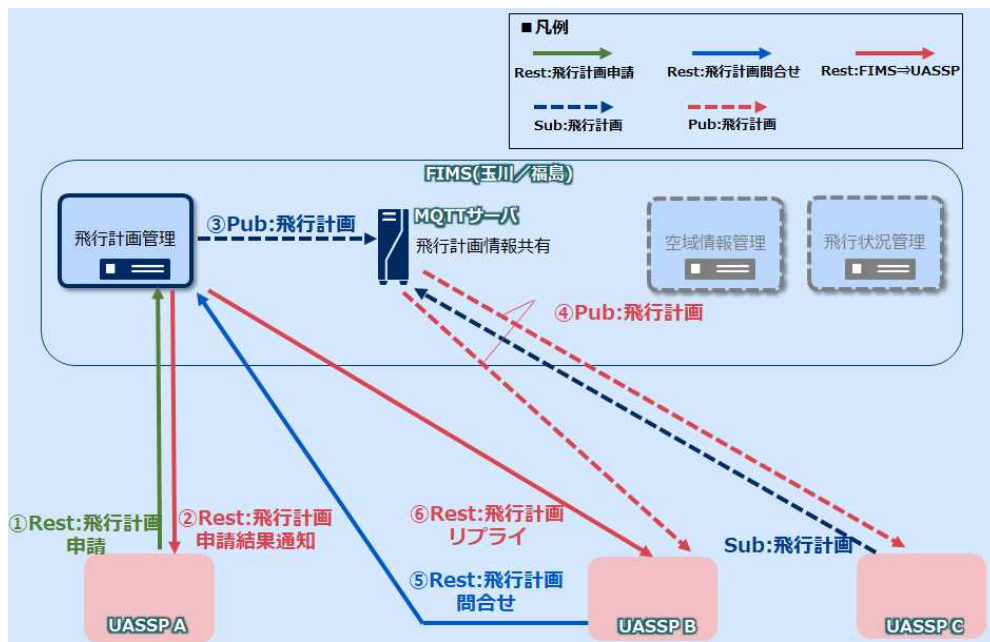 ■凡例
Rest:飛行計画申請
Rest:飛行計画問合せ
Rest:FIMS⇒UASSP
Sub:飛行計画
Pub:飛行計画
FIMS(玉川／福島)
飛行計画管理
③Pub:飛行計画
MQTTサーバ
飛行計画情報共有
空域情報管理
飛行状況管理
④Pub:飛行計画
①Rest:飛行計画
申請
②Rest:飛行計画
申請結果通知
⑥Rest:飛行計画
リプライ
Sub:飛行計画
⑤Rest:飛行計画
問合せ
UASSP A
UASSP B
UASSP C